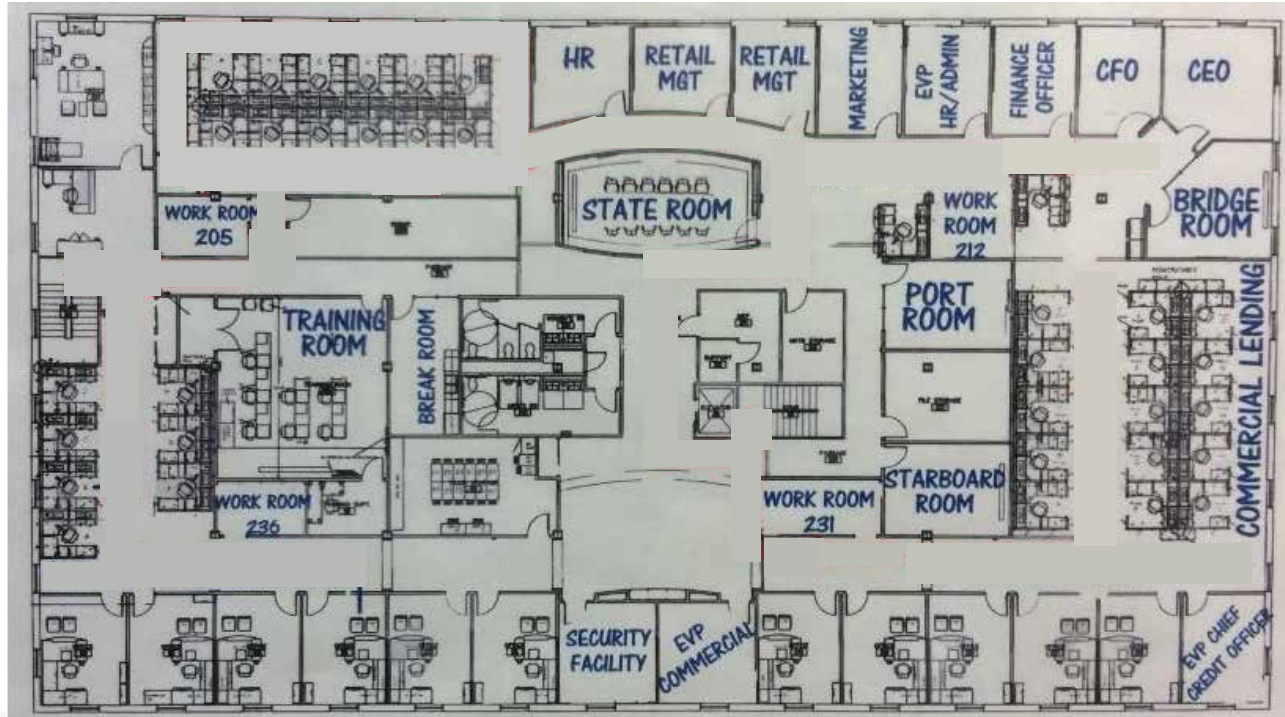 HR
RETAIL
MGT
RETAIL
MGT
MARKETING
EVP
HR/ADMIN
FINANCE
OFFICER
CFO
CEO
WORK ROOM
205
STATE ROOM
WORK
ROOM
212
BRIDGE
ROOM
TRAINING
ROOM
BREAK ROOM
PORT
ROOM
COMMERCIAL LENDING
FILE STORAGE
WORK ROOM
236
WORK ROOM
231
STARBOARD
ROOM
SECURITY
FACILITY
EVP
COMMERCIAL
EVP CHIEF
CREDIT OFFICER